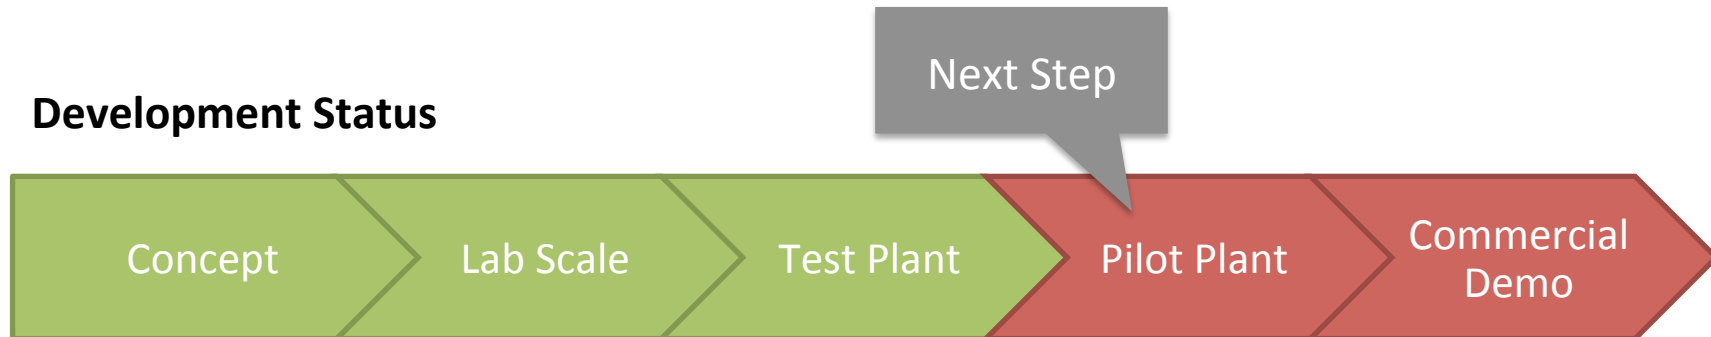 Next Step
Development Status
Concept
Lab Scale
Test Plant
Pilot Plant
Commercial
Demo